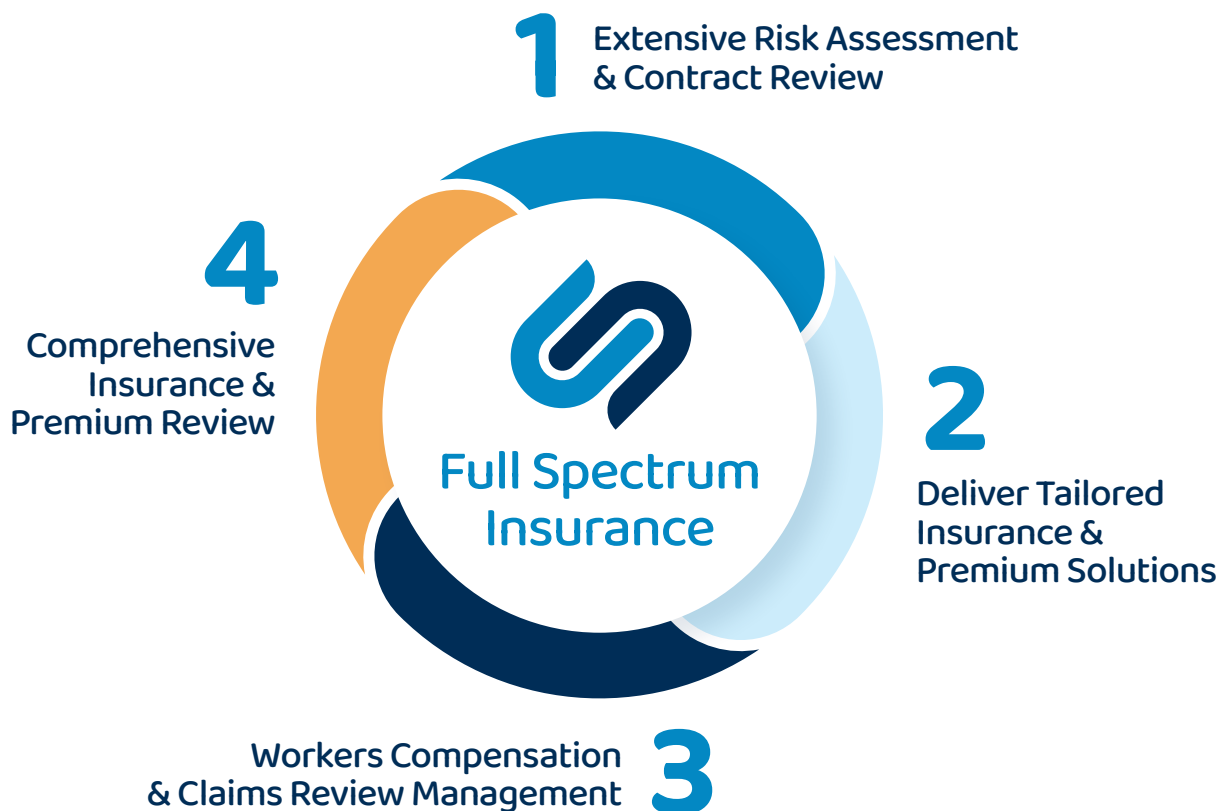 1
Extensive Risk Assessment
& Contract Review
2
Deliver Tailored
Insurance &
Premium Solutions
3
Workers Compensation
& Claims Review Management
4
Comprehensive
Insurance &
Premium Review
Full Spectrum
Insurance